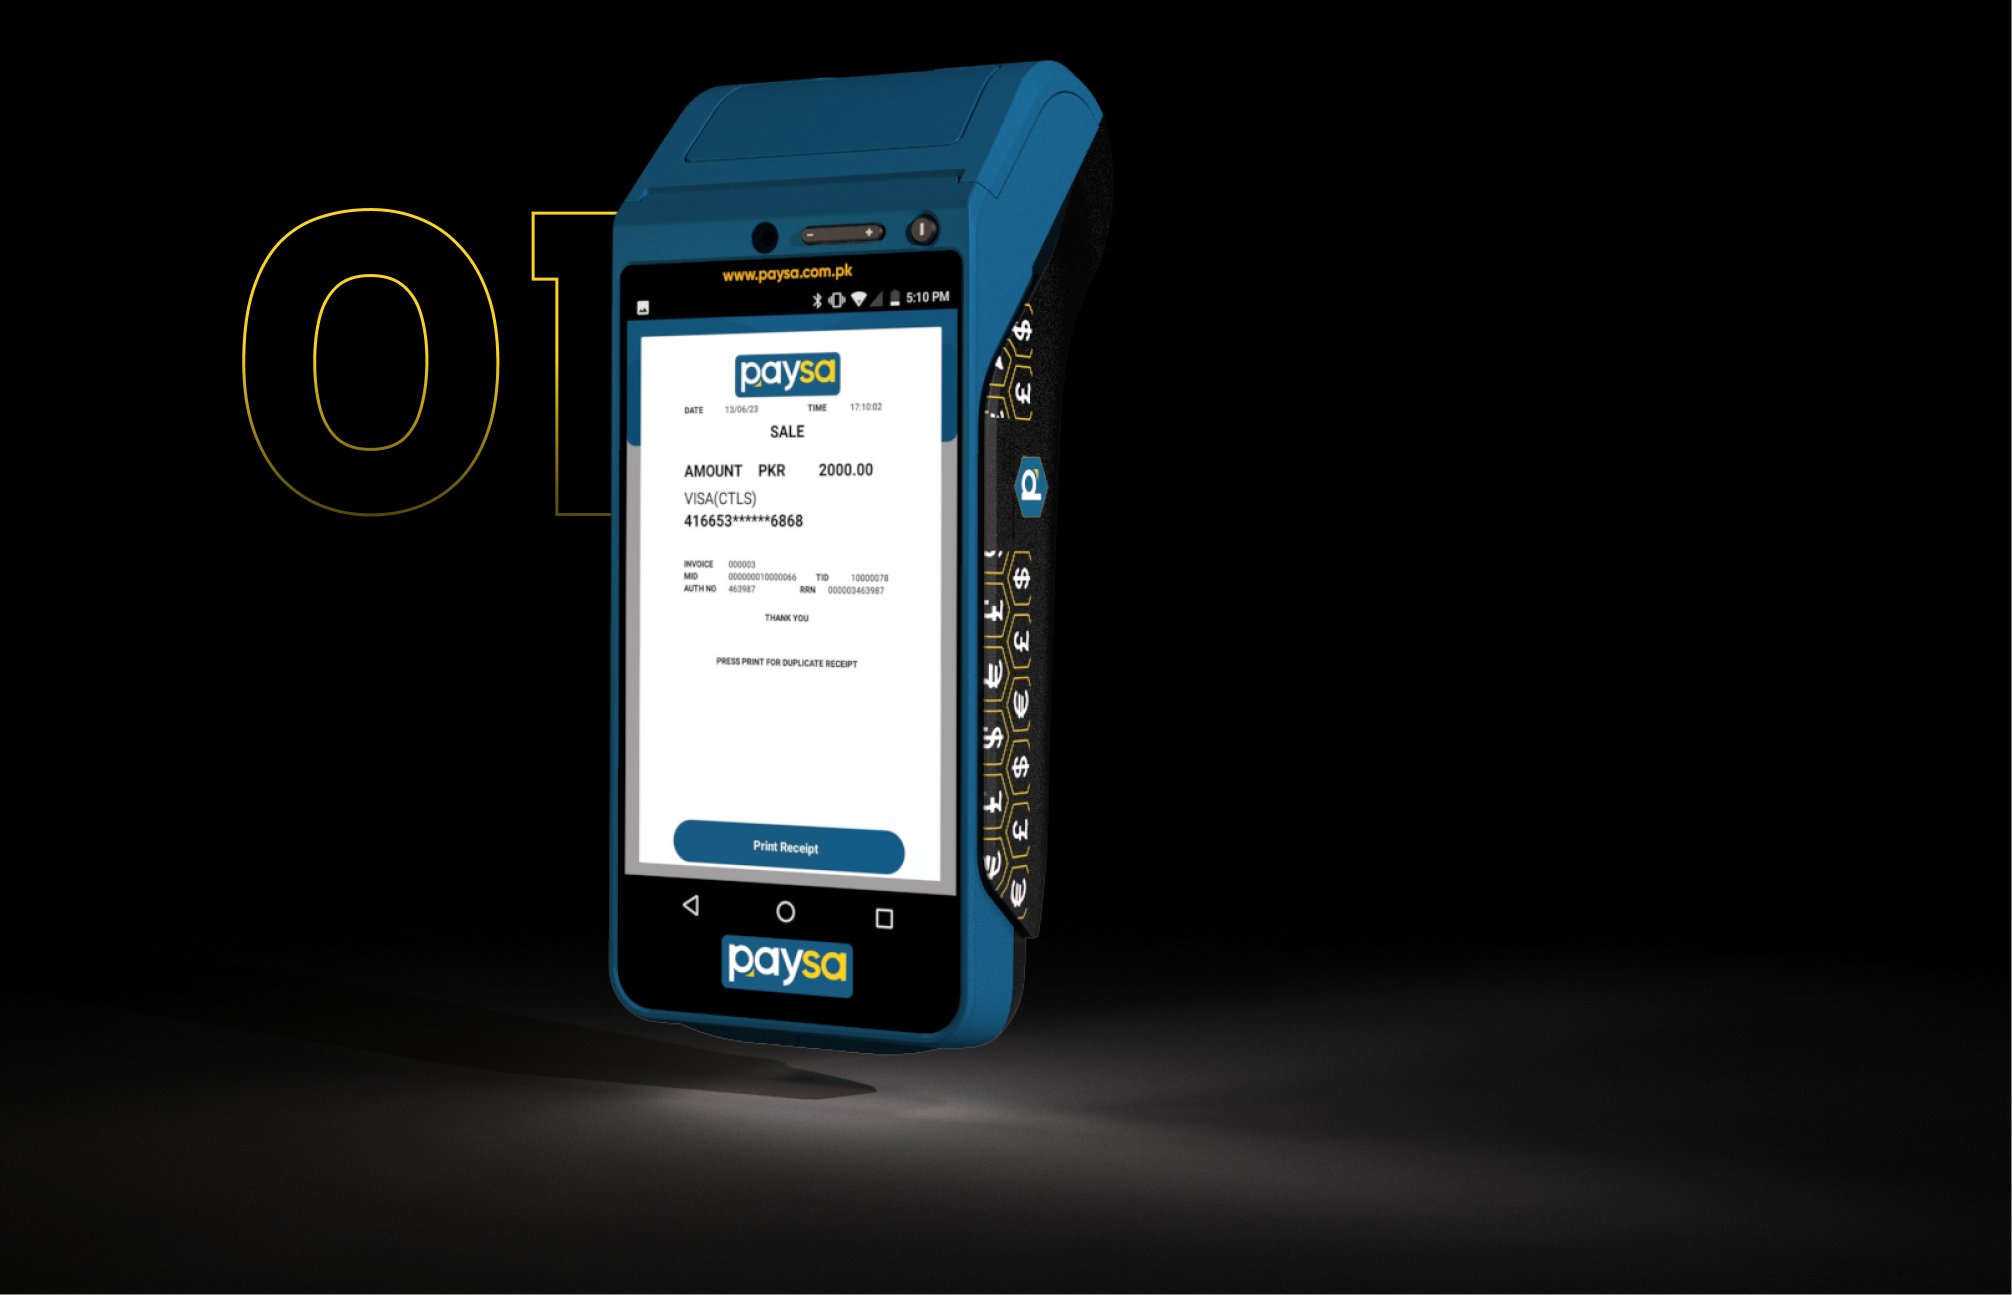 01
www.paysa.com.pk
5:10 PM
paysa
DATE 13/06/23 TIME 17:10:02
SALE
AMOUNT PKR 2000.00
VISA(CTLS)
416653******6868
INVOICE 000003
MID 000000010000066 TID 10000078
AUTH NO 463987 RRN 000003463987
THANK YOU
PRESS PRINT FOR DUPLICATE RECEIPT
Print Receipt
paysa